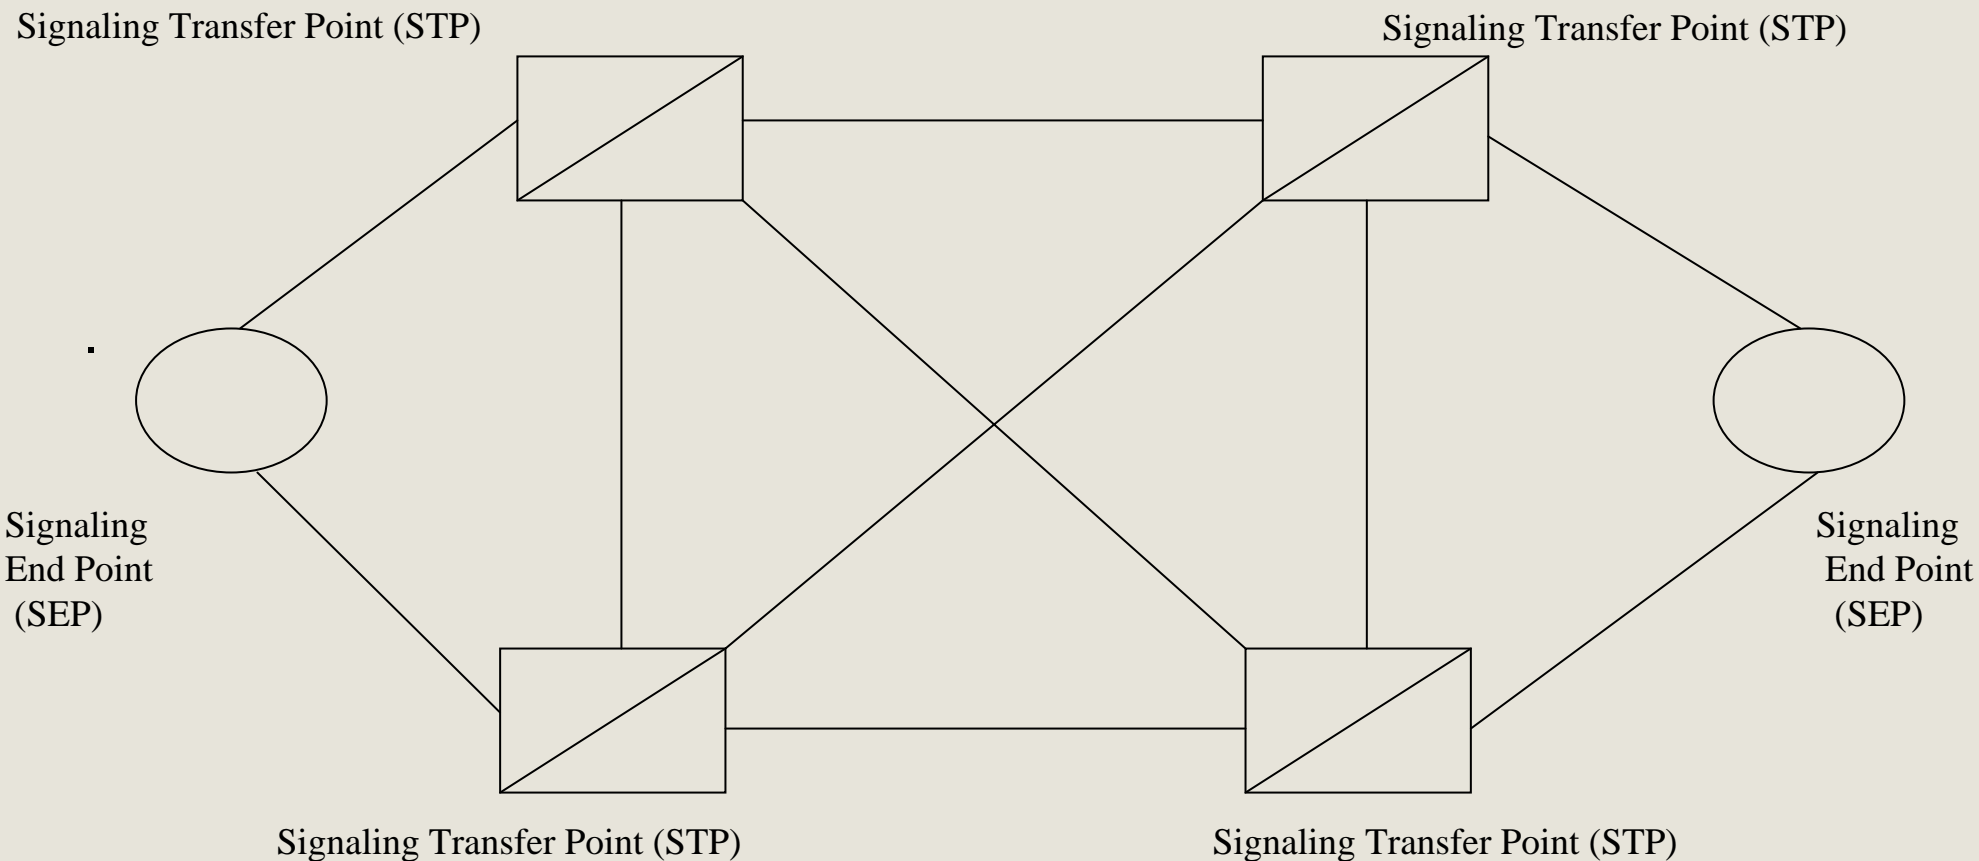 Signaling Transfer Point (STP)
Signaling Transfer Point (STP)
Signaling
End Point
(SEP)
Signaling
End Point
(SEP)
Signaling Transfer Point (STP)
Signaling Transfer Point (STP)